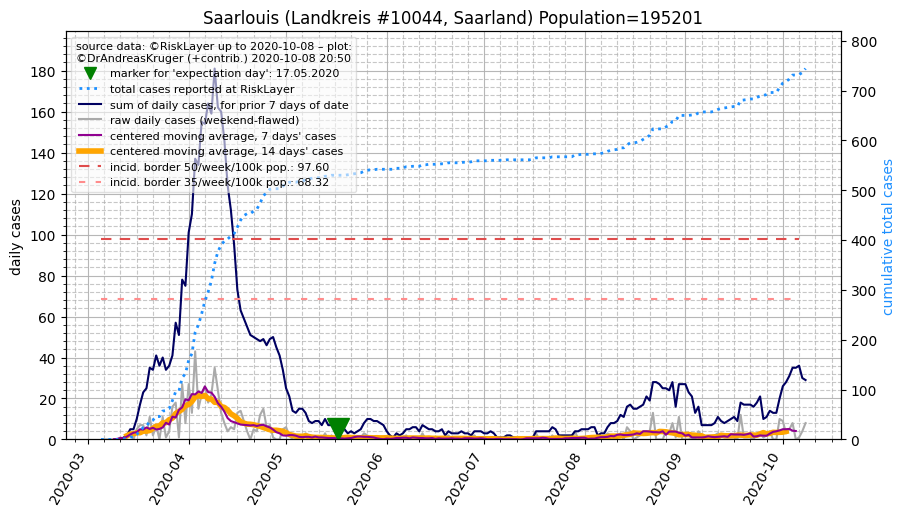 Saarlouis (Landkreis #10044, Saarland) Population=195201
source data: ©RiskLayer up to 2020-10-08 – plot:
©DrAndreasKruger (+contrib.) 2020-10-08 20:50
marker for 'expectation day': 17.05.2020
total cases reported at RiskLayer
sum of daily cases, for prior 7 days of date
raw daily cases (weekend-flawed)
centered moving average, 7 days' cases
centered moving average, 14 days' cases
incid. border 50/week/100k pop.: 97.60
incid. border 35/week/100k pop.: 68.32
daily cases
180
160
140
120
100
80
60
40
20
0
800
700
600
500
400
300
200
100
0
cumulative total cases
2020-03
2020-04
2020-05
2020-06
2020-07
2020-08
2020-09
2020-10